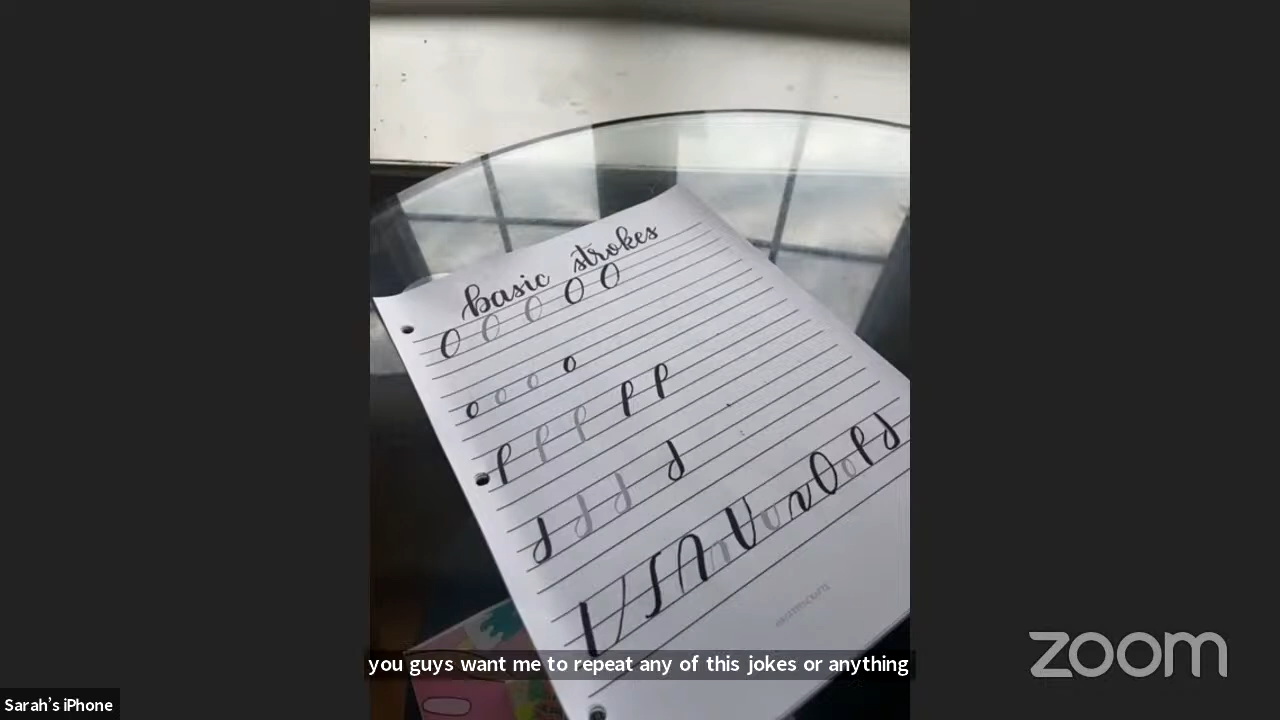 basic strokes
O O O O O
o o o o
zoom
you guys want me to repeat any of this jokes or anything
Sarah's iPhone